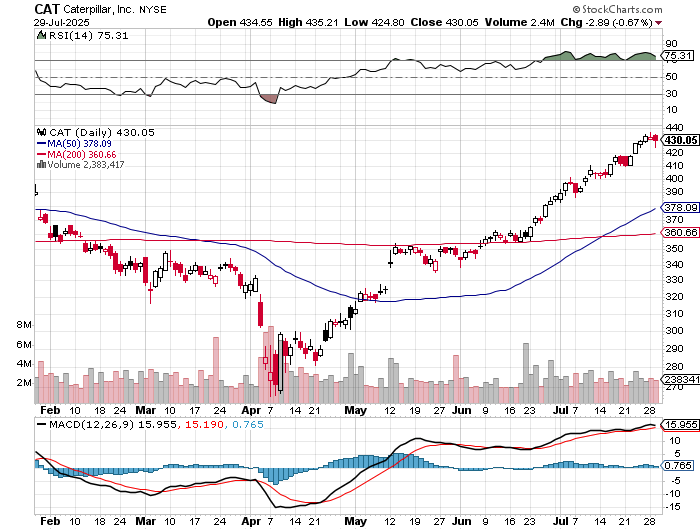 CAT Caterpillar, Inc. NYSE
© StockCharts.com
29-Jul-2025 Open 434.55 High 435.21 Low 424.80 Close 430.05 Volume 2.4M Chg -2.89 (-0.67%)
RSI(14) 75.31
90
75.31
70
50
30
10
CAT (Daily) 430.05
MA(50) 378.09
MA(200) 360.66
Volume 2,383,417
440
430.05
420
410
400
390
378.09
370
360.66
350
340
330
320
310
300
290
280
270
8M
6M
4M
2M
2383417
Feb 10 18 24 Mar 10 17 24 Apr 7 14 21 May 12 19 27 Jun 9 16 23 Jul 7 14 21 28
MACD(12,26,9) 15.955, 15.190, 0.765
15.955
10
5
0.765
-5
-10
-15
Feb 10 18 24 Mar 10 17 24 Apr 7 14 21 May 12 19 27 Jun 9 16 23 Jul 7 14 21 28